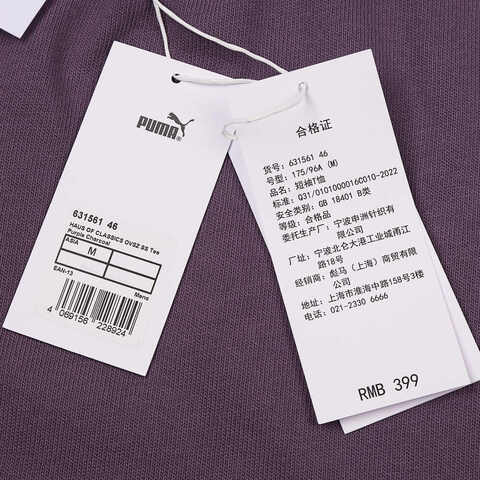 PUMA
631561 46
HAUS OF CLASSICS OVSZ SS Tee
Purple Charcoal
ASIA
M
EAN-13
Mens
4 069156 228924
合格证
货号: 631561 46
号型: 175/96A (M)
品名: 短袖T恤
标准: Q31/0101000016C010-2022
安全类别: GB 18401 B类
等级: 合格品
委托生产厂: 宁波申洲针织有
限公司
厂址: 宁波北仑大港工业城甬江
路18号
经销商: 彪马（上海）商贸有
限公司
地址: 上海市淮海中路158号3楼
电话: 021-2330 6666
RMB 399